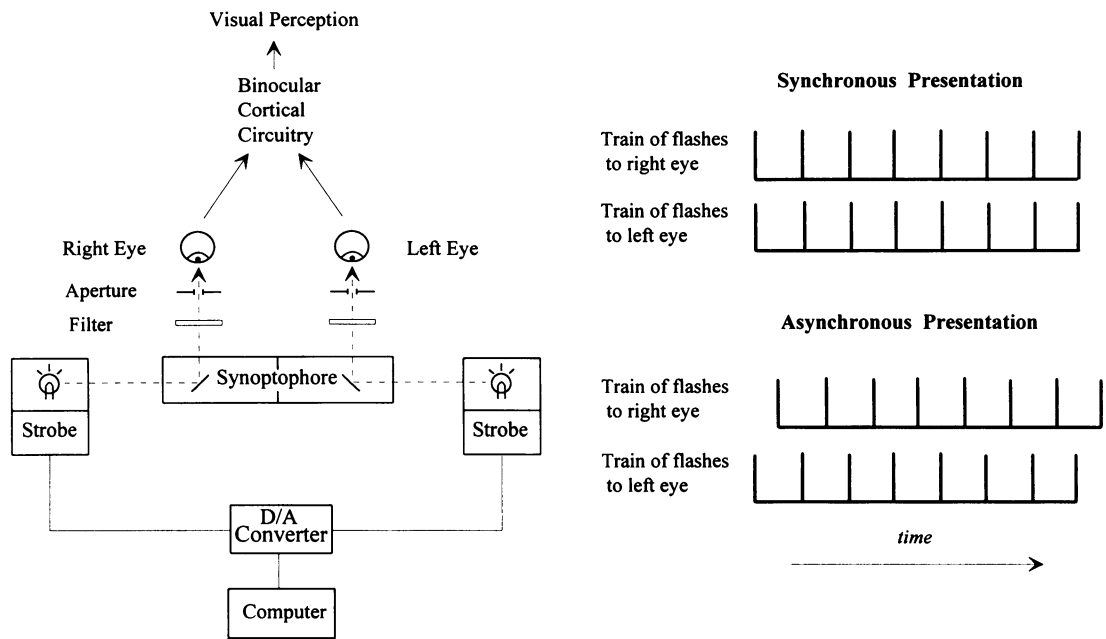 Visual Perception
Binocular
Cortical
Circuitry
Right Eye
Left Eye
Aperture
Filter
Synoptophore
Strobe
Strobe
D/A
Converter
Computer
Synchronous Presentation
Train of flashes
to right eye
Train of flashes
to left eye
Asynchronous Presentation
Train of flashes
to right eye
Train of flashes
to left eye
time